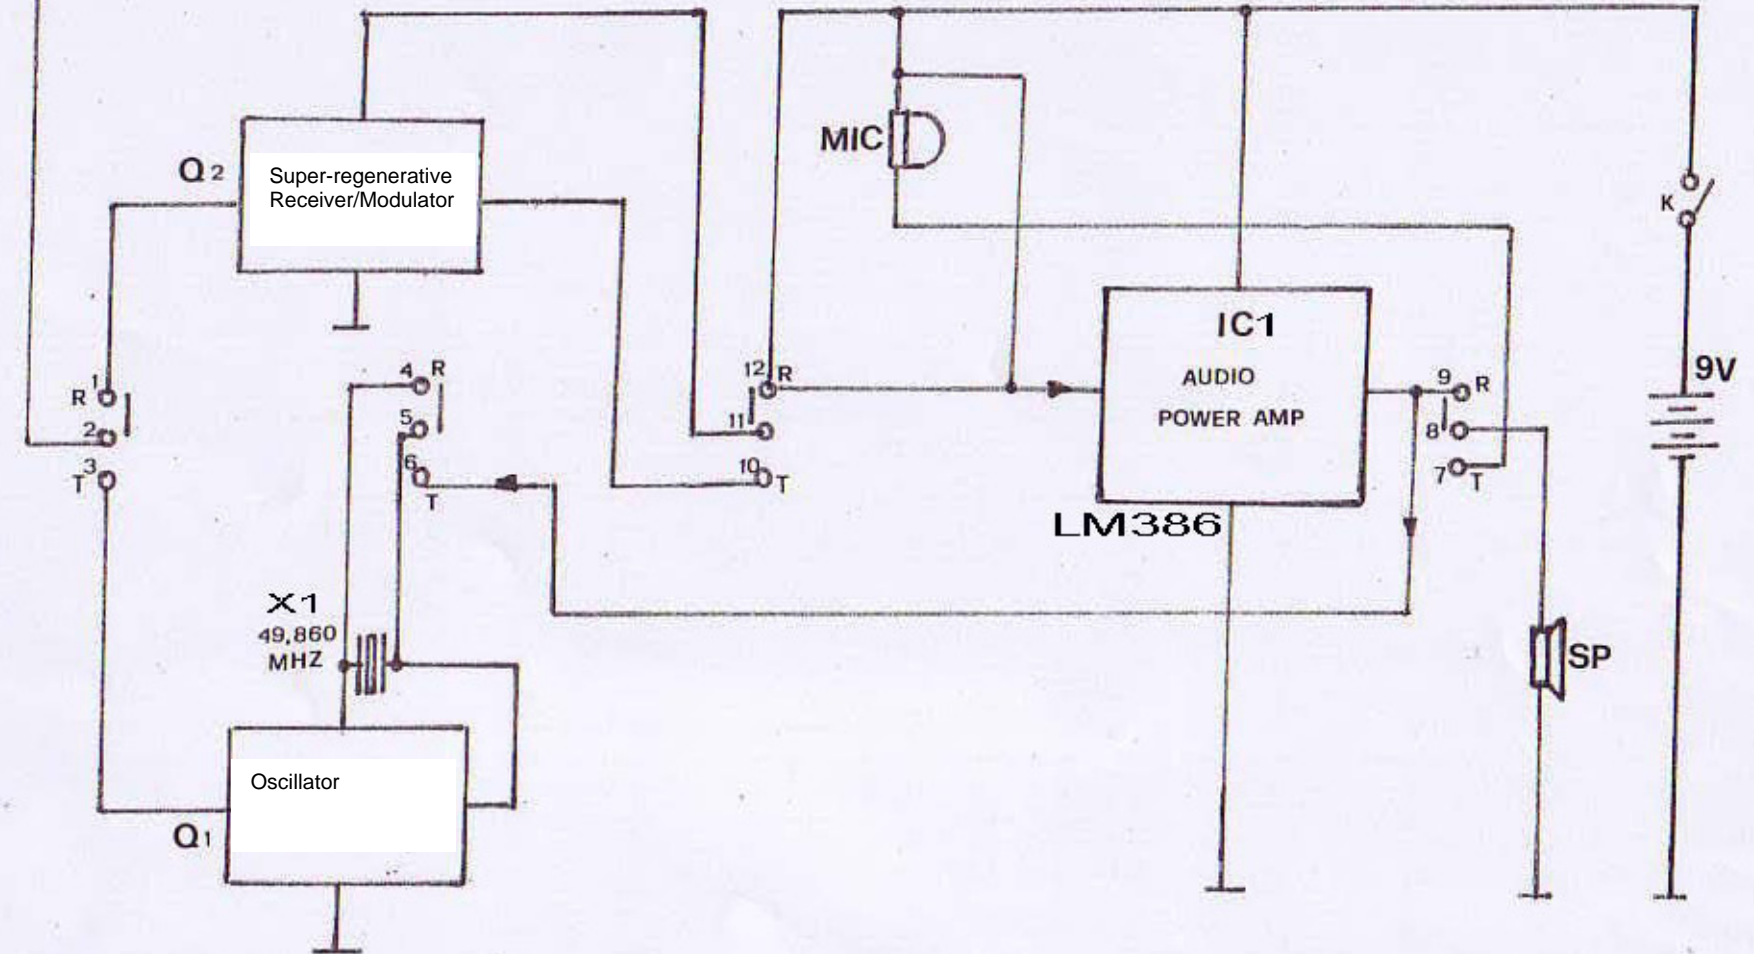 MIC
Q2
Super-regenerative
Receiver/Modulator
K
IC1
AUDIO
POWER AMP
LM386
9V
R 1
2
T 3
4 R
5
6
T
12 R
11
10 T
9 R
8
7 T
X1
49,860
MHZ
SP
Oscillator
Q1